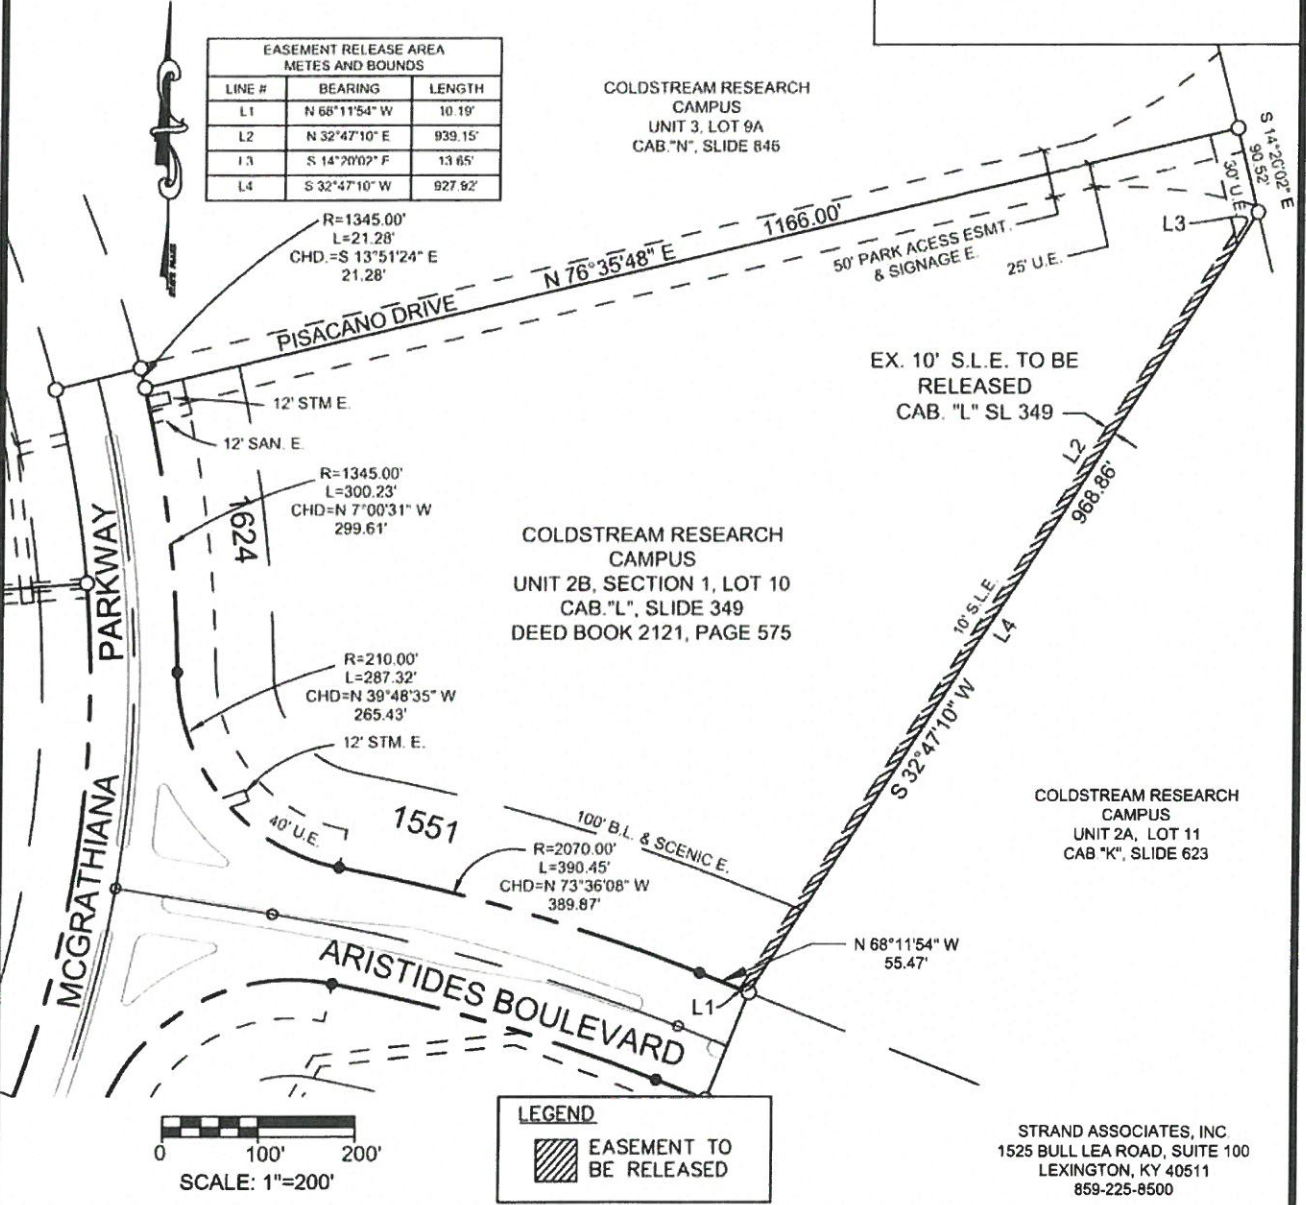 EASEMENT RELEASE AREA
METES AND BOUNDS
LINE # BEARING LENGTH
L1 N 68°11'54" W 10.19'
L2 N 32°47'10" E 939.15'
L3 S 14°20'02" E 13.65'
L4 S 32°47'10" W 927.92'
COLDSTREAM RESEARCH
CAMPUS
UNIT 3, LOT 9A
CAB."N", SLIDE 846
S 14°20'02" E
90.52'
30' U.E.
L3
R=1345.00'
L=21.28'
CHD.=S 13°51'24" E
21.28'
PISACANO DRIVE
N 76°35'48" E
1166.00'
50' PARK ACESS ESMT.
& SIGNAGE E.
25' U.E.
EX. 10' S.L.E. TO BE
RELEASED
CAB. "L" SL 349
12' STM E.
12' SAN. E.
L2
968.86'
R=1345.00'
L=300.23'
CHD=N 7°00'31" W
299.61'
1624
COLDSTREAM RESEARCH
CAMPUS
UNIT 2B, SECTION 1, LOT 10
CAB."L", SLIDE 349
DEED BOOK 2121, PAGE 575
10' S.L.E.
L4
S 32°47'10" W
R=210.00'
L=287.32'
CHD=N 39°48'35" W
265.43'
12' STM. E.
MCGRATHIANA PARKWAY
40' U.E.
1551
100' B.L. & SCENIC E.
R=2070.00'
L=390.45'
CHD=N 73°36'08" W
389.87'
COLDSTREAM RESEARCH
CAMPUS
UNIT 2A, LOT 11
CAB."K", SLIDE 623
N 68°11'54" W
55.47'
L1
ARISTIDES BOULEVARD
0 100' 200'
SCALE: 1"=200'
LEGEND
EASEMENT TO
BE RELEASED
STRAND ASSOCIATES, INC.
1525 BULL LEA ROAD, SUITE 100
LEXINGTON, KY 40511
859-225-8500